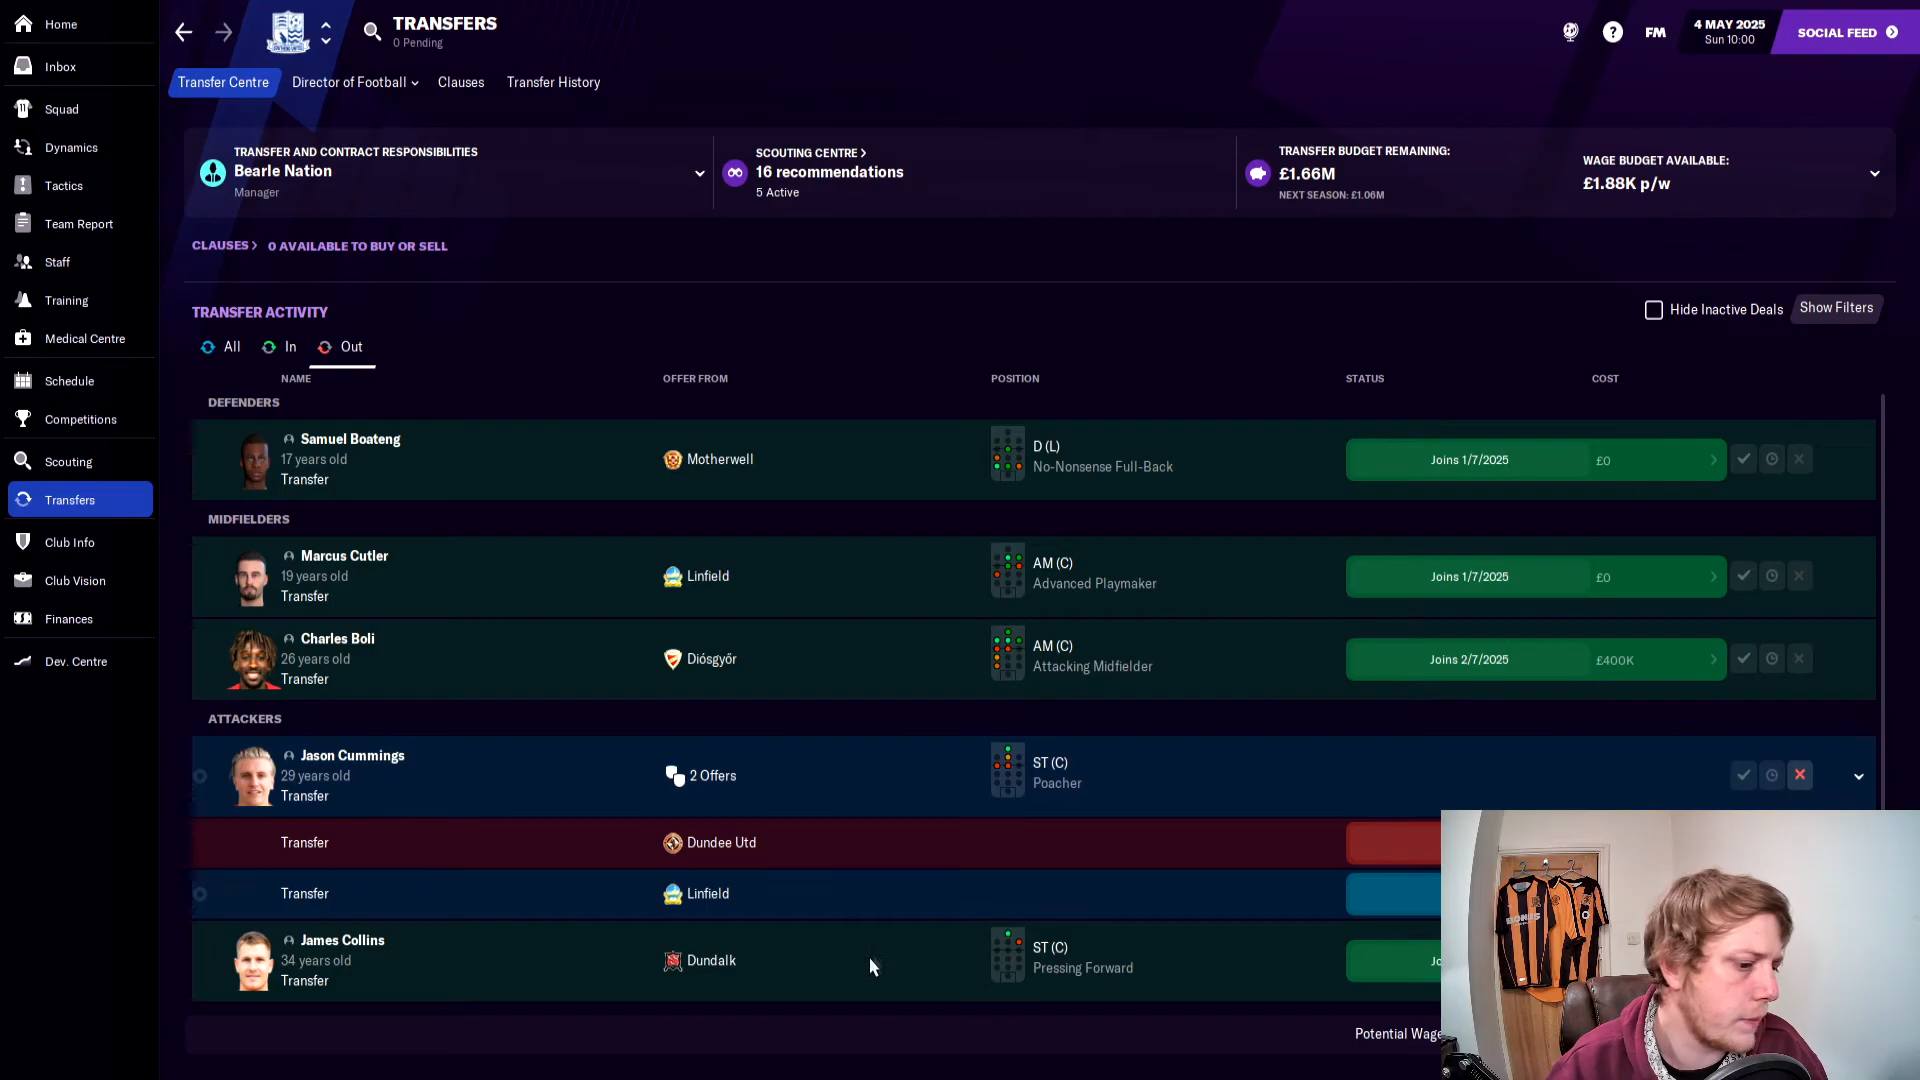 Home
Inbox
Squad
Dynamics
Tactics
Team Report
Staff
Training
Medical Centre
Schedule
Competitions
Scouting
Transfers
Club Info
Club Vision
Finances
Dev. Centre
TRANSFERS
0 Pending
? FM
4 MAY 2025
Sun 10:00
SOCIAL FEED
Transfer Centre
Director of Football
Clauses
Transfer History
TRANSFER AND CONTRACT RESPONSIBILITIES
Bearle Nation
Manager
SCOUTING CENTRE >
16 recommendations
5 Active
TRANSFER BUDGET REMAINING:
£1.66M
NEXT SEASON: £1.06M
WAGE BUDGET AVAILABLE:
£1.88K p/w
CLAUSES > 0 AVAILABLE TO BUY OR SELL
TRANSFER ACTIVITY
Hide Inactive Deals
Show Filters
All In Out
NAME OFFER FROM POSITION STATUS COST
DEFENDERS
Samuel Boateng
17 years old
Transfer
Motherwell
D (L)
No-Nonsense Full-Back
Joins 1/7/2025
£0
MIDFIELDERS
Marcus Cutler
19 years old
Transfer
Linfield
AM (C)
Advanced Playmaker
Joins 1/7/2025
£0
Charles Boli
26 years old
Transfer
Diósgyőr
AM (C)
Attacking Midfielder
Joins 2/7/2025
£400K
ATTACKERS
Jason Cummings
29 years old
Transfer
2 Offers
ST (C)
Poacher
Transfer
Dundee Utd
Transfer
Linfield
James Collins
34 years old
Transfer
Dundalk
ST (C)
Pressing Forward
Jo
Potential Wage